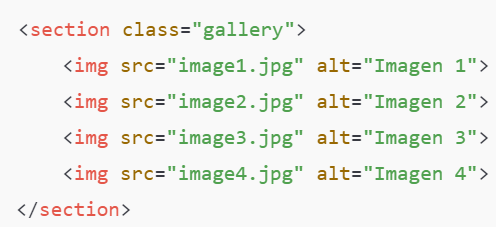 <section class="gallery">
<img src="image1.jpg" alt="Imagen 1">
<img src="image2.jpg" alt="Imagen 2">
<img src="image3.jpg" alt="Imagen 3">
<img src="image4.jpg" alt="Imagen 4">
</section>